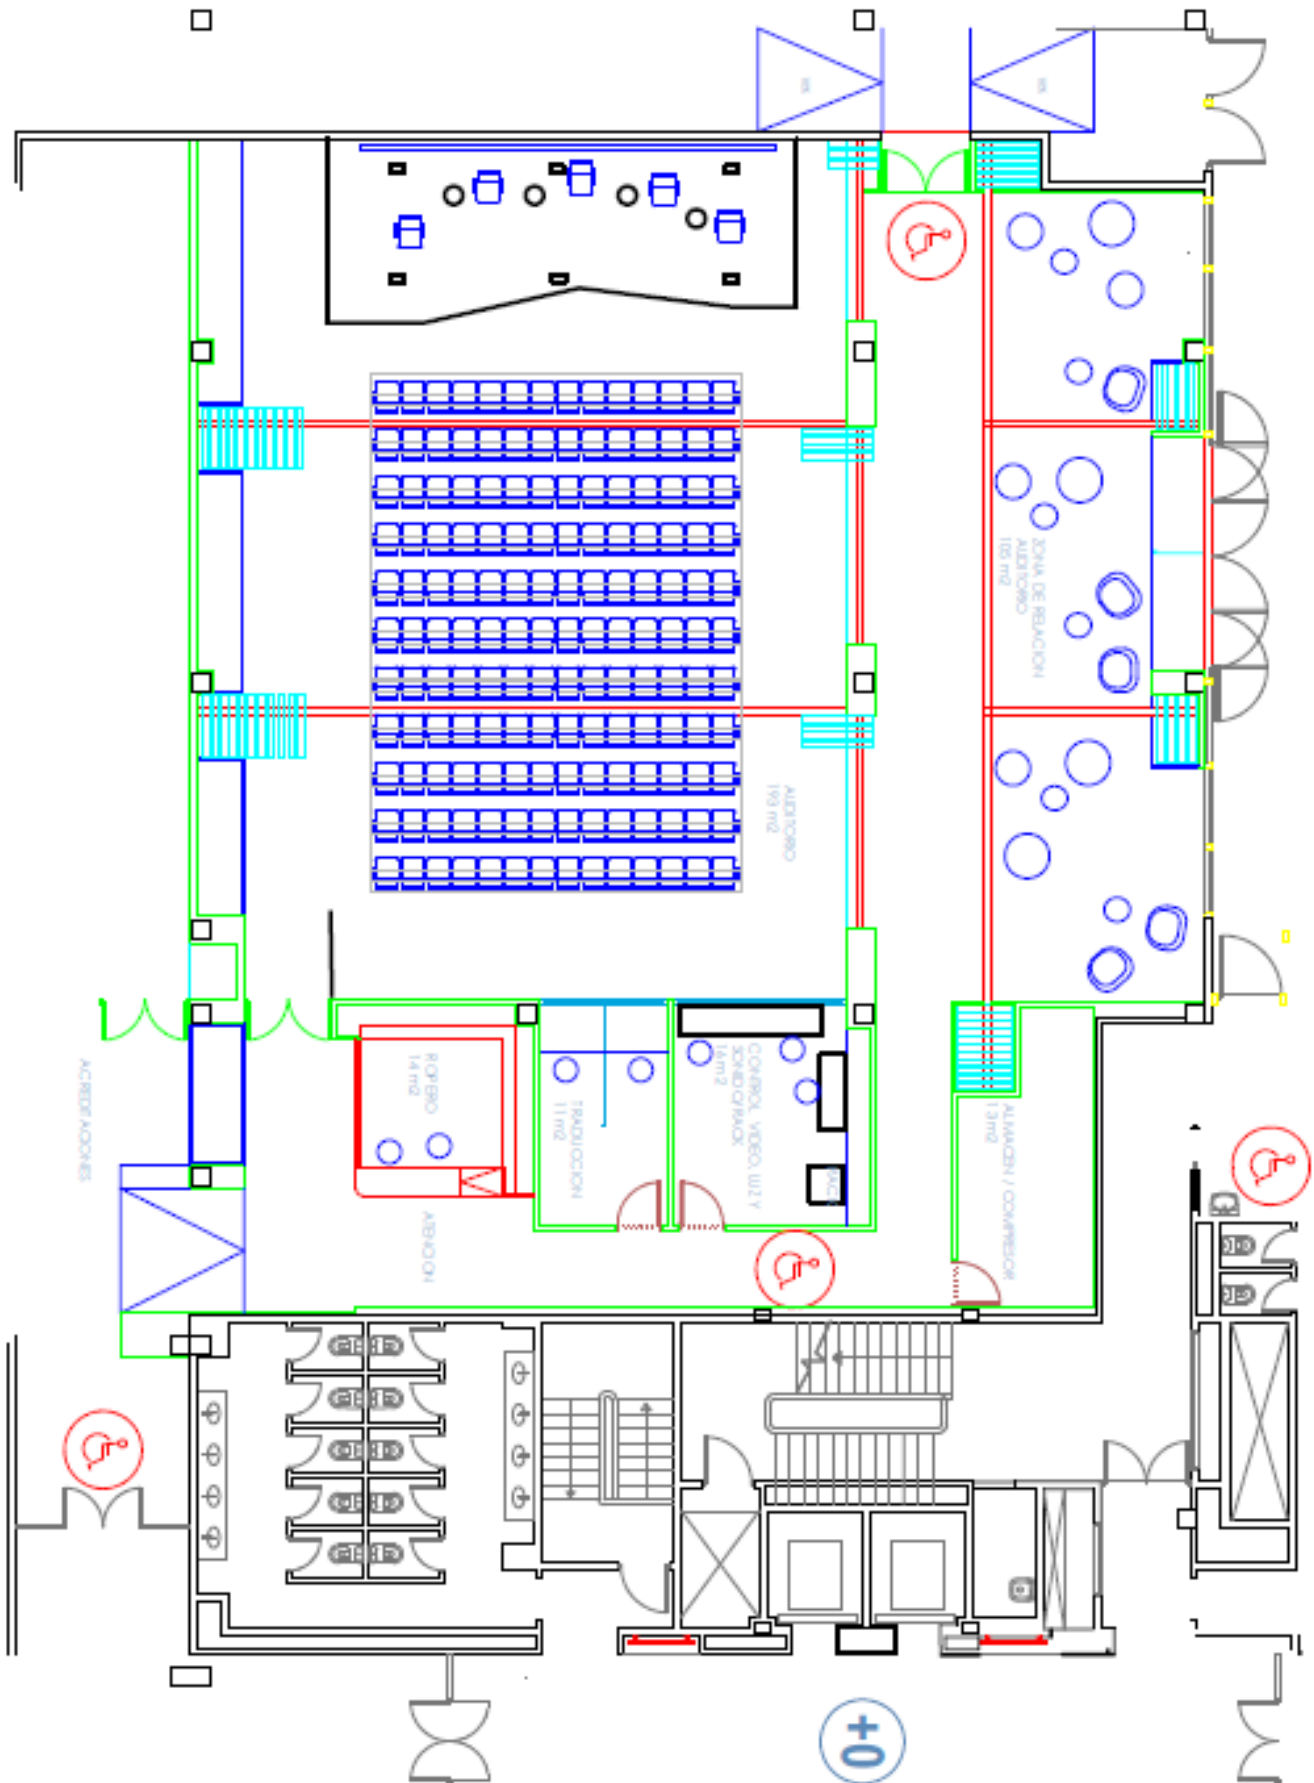 ZONA DE RELACION
AUDITORIO
105 m2
AUDITORIO
193 m2
ROPERO
14 m2
TRADUCCION
11 m2
CONTROL VIDEO, LUZ Y
SONIDO/RACK
16 m2
RACK
ALMACEN / COMPRESOR
13 m2
ACREDITACIONES
ATENCION
+0